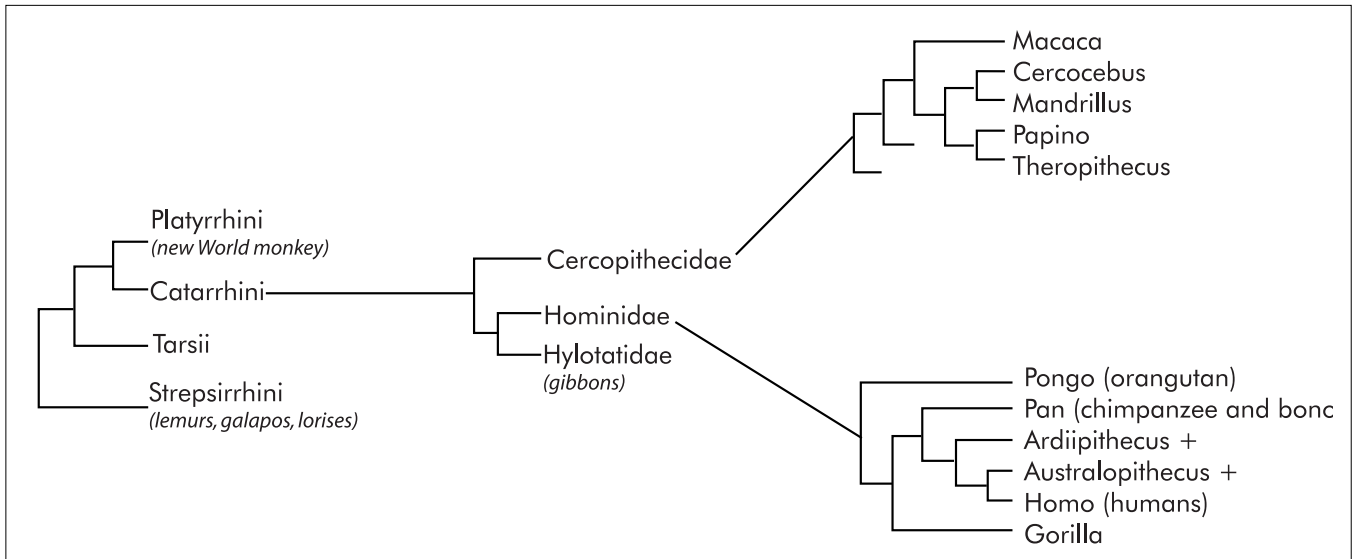 Macaca
Cercocebus
Mandrillus
Papino
Theropithecus
Platyrrhini
(new World monkey)
Catarrhini
Tarsii
Strepsirrhini
(lemurs, galapos, lorises)
Cercopithecidae
Hominidae
Hylotatidae
(gibbons)
Pongo (orangutan)
Pan (chimpanzee and bonc
Ardiipithecus +
Australopithecus +
Homo (humans)
Gorilla